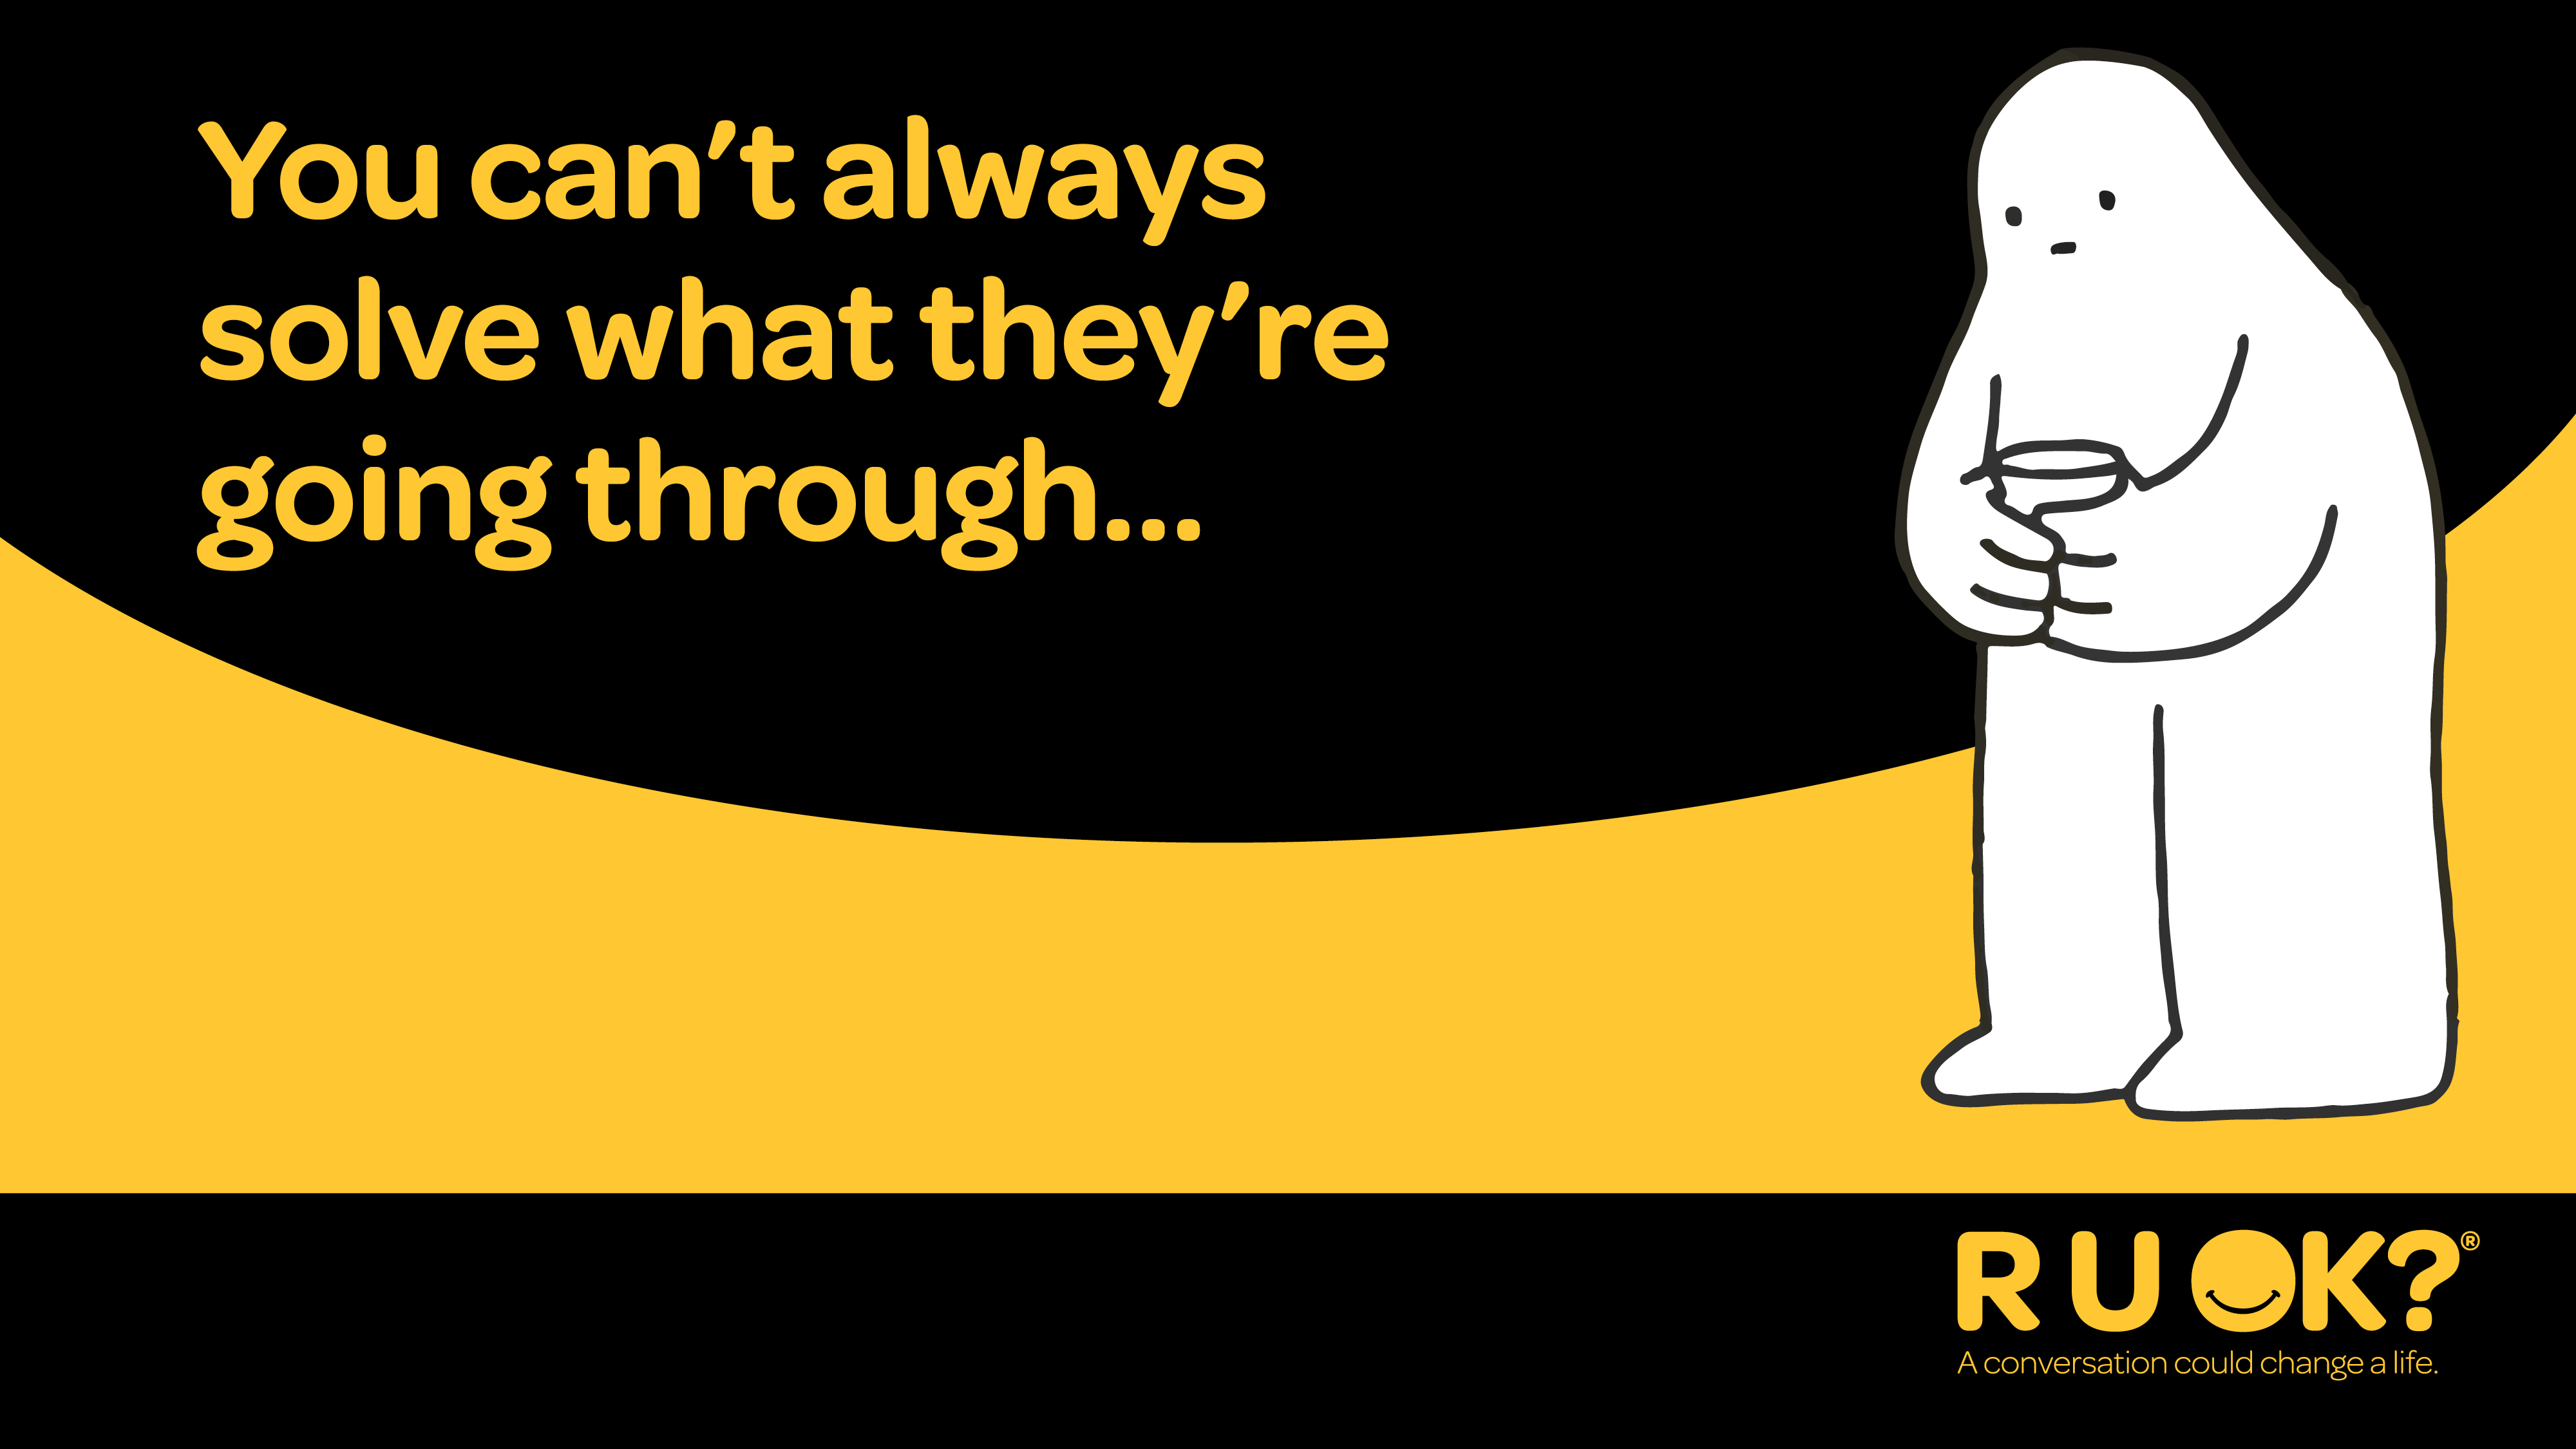 You can’t always
solve what they’re
going through...
R U OK?®
A conversation could change a life.